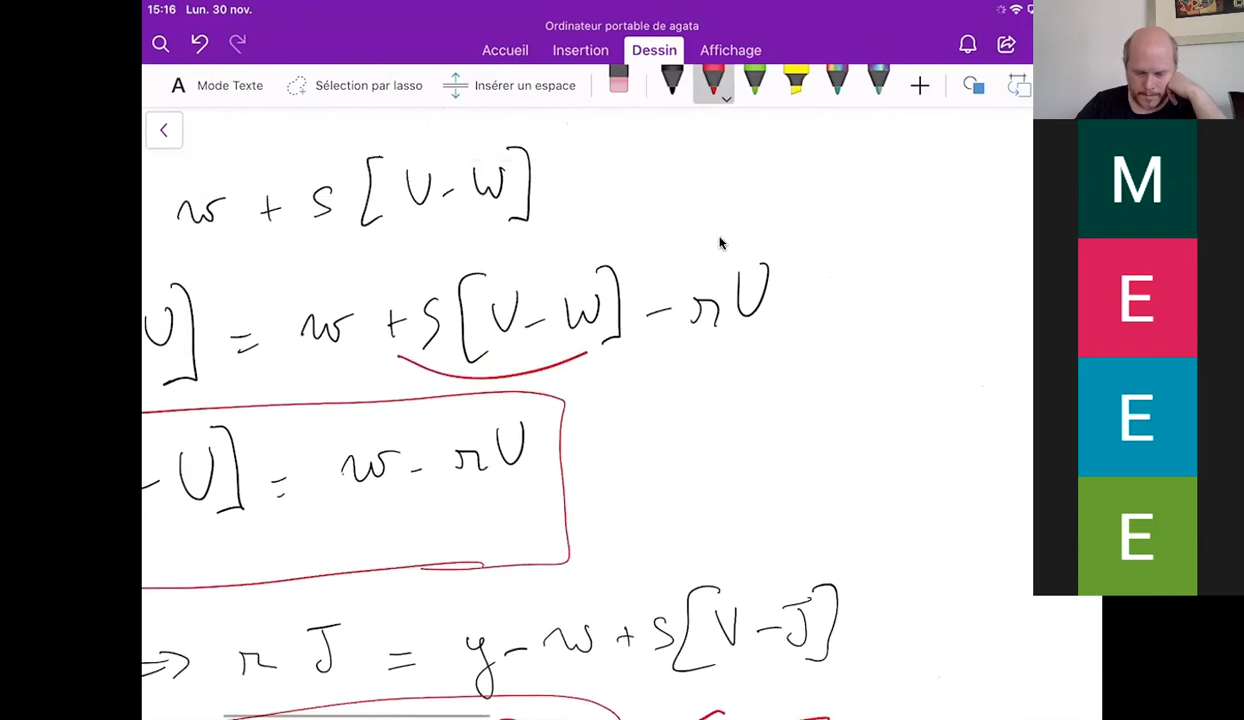 15:16 Lun. 30 nov.
Ordinateur portable de agata
Accueil Insertion Dessin Affichage
A Mode Texte Sélection par lasso Insérer un espace
w + s [U - W]
U] = w + s [U - W] - rU
- U] = w - rU
=> r J = y - w + s [V - J]
M
E
E
E